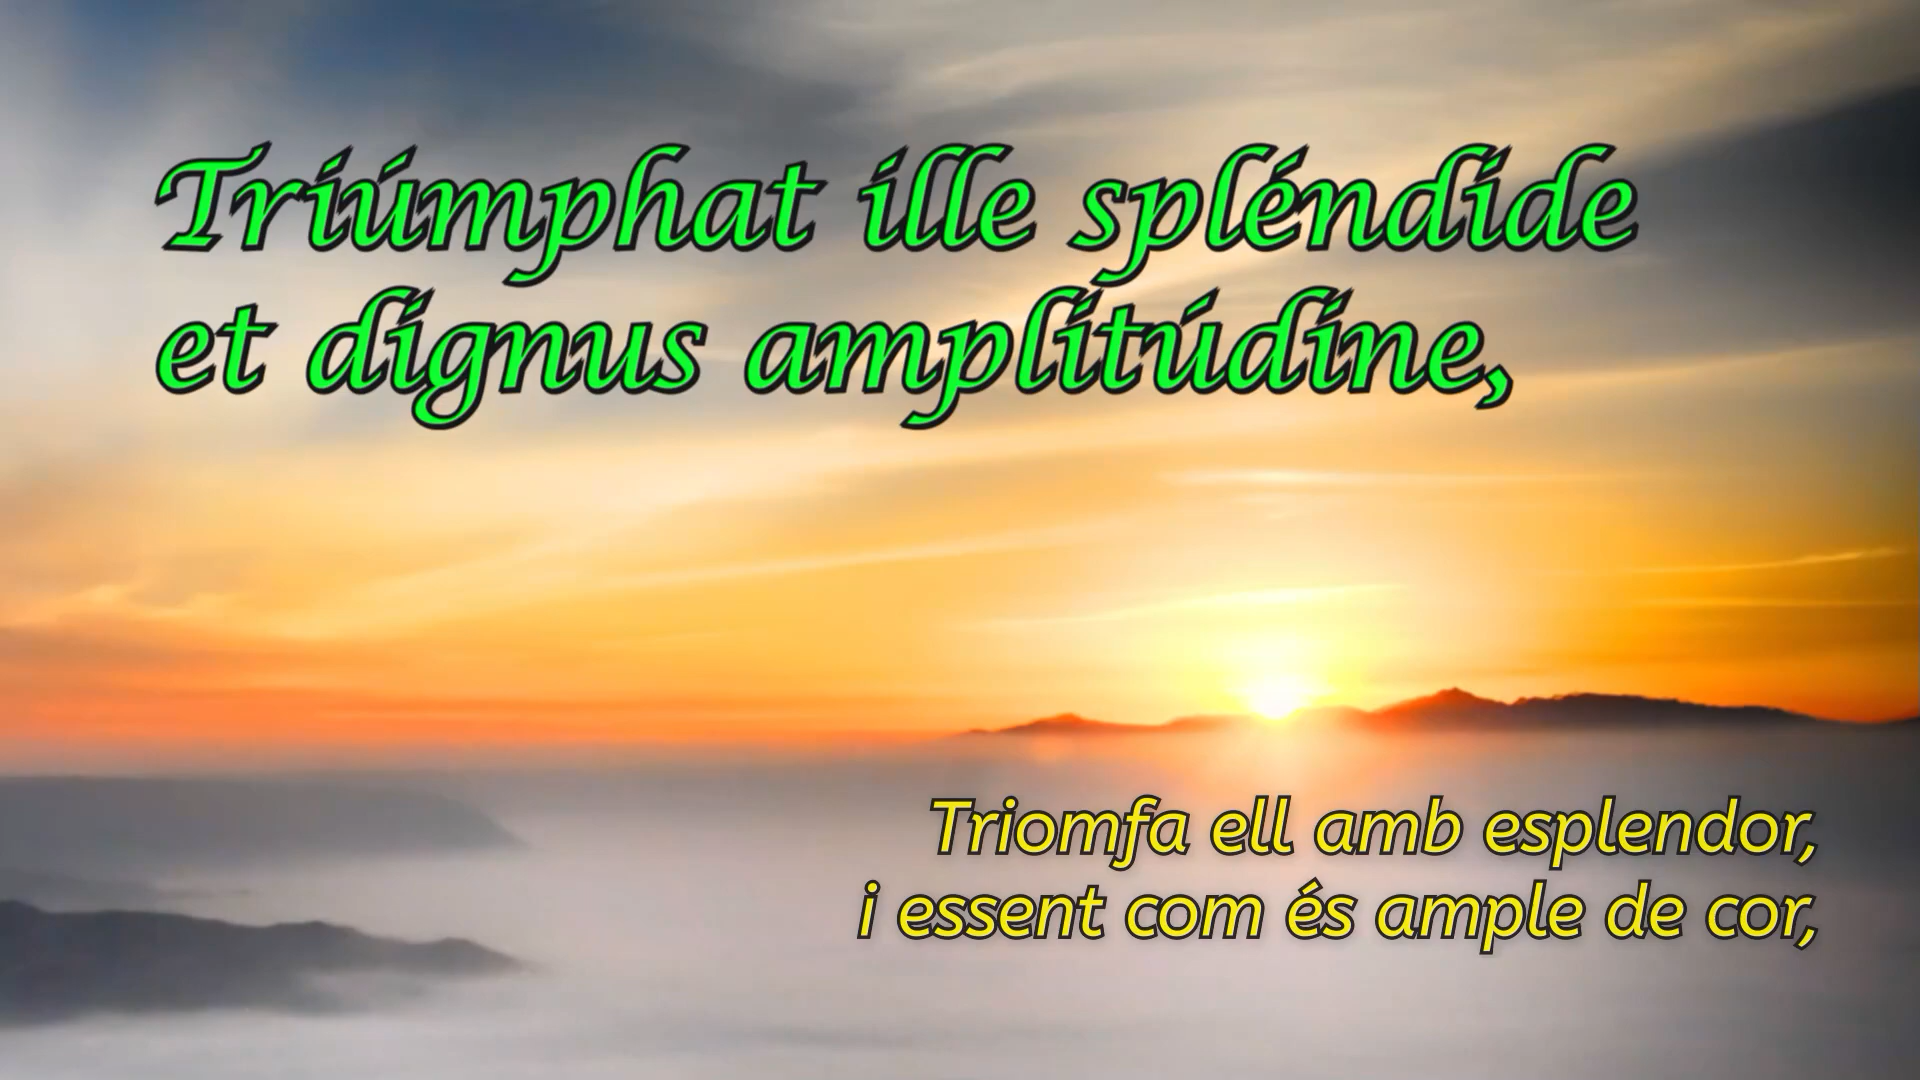 Triúmphat ille spléndide
et dignus amplitúdine,
Triomfa ell amb esplendor,
i essent com és ample de cor,